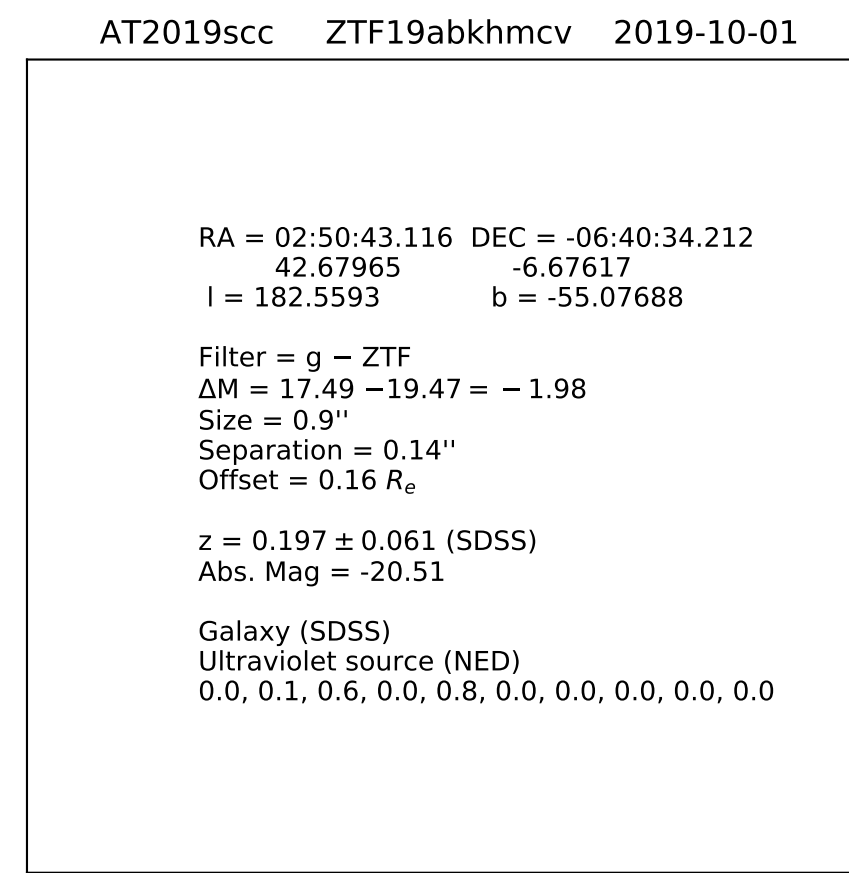 AT2019scc ZTF19abkhmcv 2019-10-01
RA = 02:50:43.116 DEC = -06:40:34.212
42.67965 -6.67617
l = 182.5593 b = -55.07688
Filter = g − ZTF
ΔM = 17.49 −19.47 = − 1.98
Size = 0.9''
Separation = 0.14''
Offset = 0.16 Rₑ
z = 0.197 ± 0.061 (SDSS)
Abs. Mag = -20.51
Galaxy (SDSS)
Ultraviolet source (NED)
0.0, 0.1, 0.6, 0.0, 0.8, 0.0, 0.0, 0.0, 0.0, 0.0